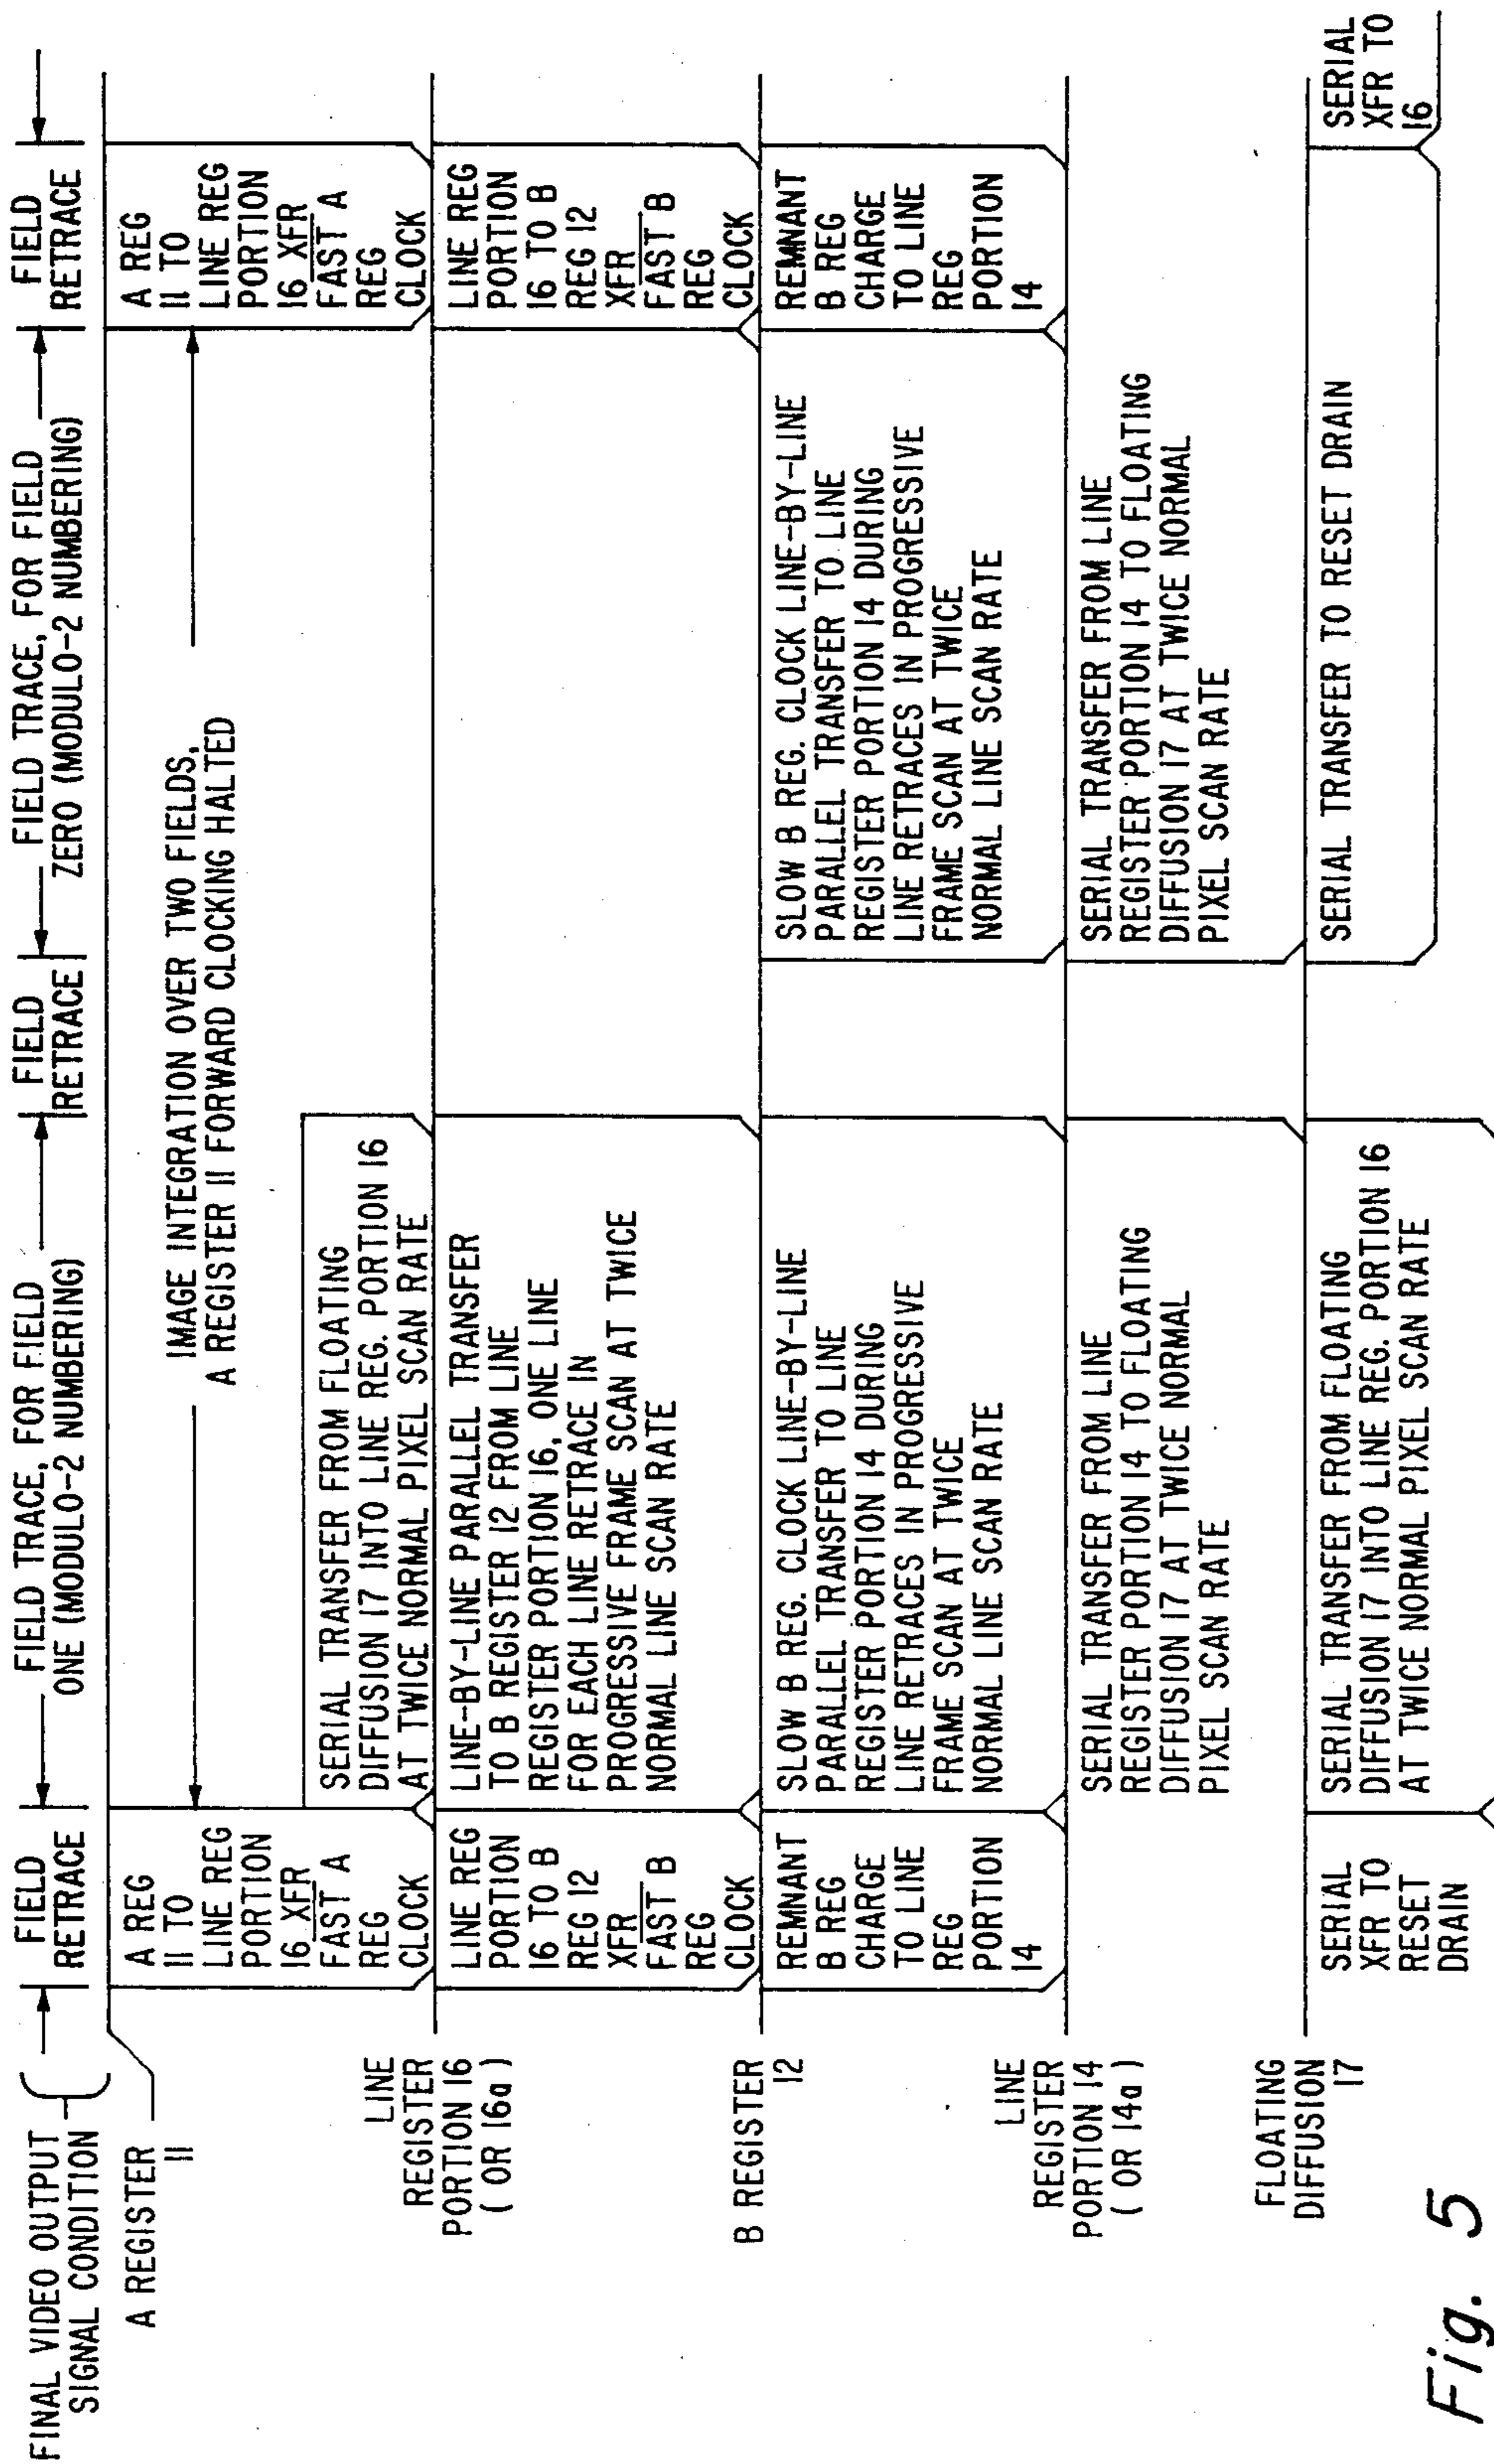 FINAL VIDEO OUTPUT
SIGNAL CONDITION
FIELD
RETRACE
FIELD TRACE, FOR FIELD
ONE (MODULO-2 NUMBERING)
FIELD
RETRACE
FIELD TRACE, FOR FIELD
ZERO (MODULO-2 NUMBERING)
FIELD
RETRACE
A REGISTER
11
A REG
11 TO
LINE REG
PORTION
16 XFR
FAST A
REG
CLOCK
IMAGE INTEGRATION OVER TWO FIELDS,
A REGISTER 11 FORWARD CLOCKING HALTED
SERIAL TRANSFER FROM FLOATING
DIFFUSION 17 INTO LINE REG. PORTION 16
AT TWICE NORMAL PIXEL SCAN RATE
A REG
11 TO
LINE REG
PORTION
16 XFR
FAST A
REG
CLOCK
LINE
REGISTER
PORTION 16
( OR 16a )
LINE REG
PORTION
16 TO B
REG 12
XFR
FAST B
REG
CLOCK
LINE-BY-LINE PARALLEL TRANSFER
TO B REGISTER 12 FROM LINE
REGISTER PORTION 16, ONE LINE
FOR EACH LINE RETRACE IN
PROGRESSIVE FRAME SCAN AT TWICE
NORMAL LINE SCAN RATE
LINE REG
PORTION
16 TO B
REG 12
XFR
FAST B
REG
CLOCK
B REGISTER
12
REMNANT
B REG
CHARGE
TO LINE
REG
PORTION
14
SLOW B REG. CLOCK LINE-BY-LINE
PARALLEL TRANSFER TO LINE
REGISTER PORTION 14 DURING
LINE RETRACES IN PROGRESSIVE
FRAME SCAN AT TWICE
NORMAL LINE SCAN RATE
SLOW B REG. CLOCK LINE-BY-LINE
PARALLEL TRANSFER TO LINE
REGISTER PORTION 14 DURING
LINE RETRACES IN PROGRESSIVE
FRAME SCAN AT TWICE
NORMAL LINE SCAN RATE
REMNANT
B REG
CHARGE
TO LINE
REG
PORTION
14
LINE
REGISTER
PORTION 14
( OR 14a )
SERIAL TRANSFER FROM LINE
REGISTER PORTION 14 TO FLOATING
DIFFUSION 17 AT TWICE NORMAL
PIXEL SCAN RATE
SERIAL TRANSFER FROM LINE
REGISTER PORTION 14 TO FLOATING
DIFFUSION 17 AT TWICE NORMAL
PIXEL SCAN RATE
FLOATING
DIFFUSION
17
SERIAL
XFR TO
RESET
DRAIN
SERIAL TRANSFER FROM FLOATING
DIFFUSION 17 INTO LINE REG. PORTION 16
AT TWICE NORMAL PIXEL SCAN RATE
SERIAL TRANSFER TO RESET DRAIN
SERIAL
XFR TO
16
Fig. 5